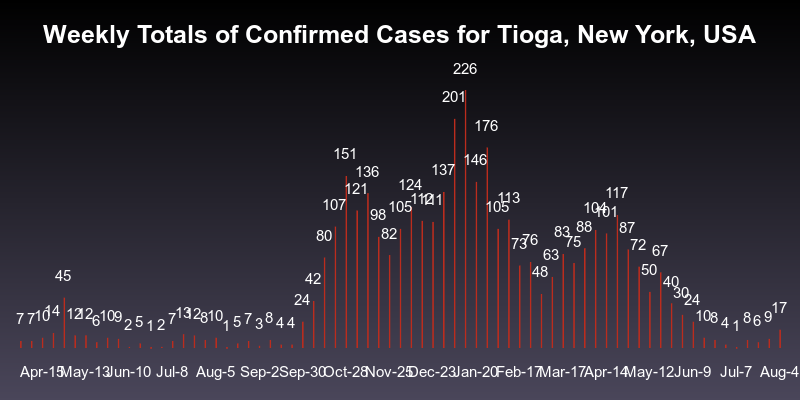 Weekly Totals of Confirmed Cases for Tioga, New York, USA
7 7 10 14 45 12 12 6 10 9 2 5 1 2 7 13 12 8 10 1 5 7 3 8 4 4 24 42 80 107 151 121 136 98 82 105 124 112 111 137 201 226 146 176 105 113 73 76 48 63 83 75 88 104 101 117 87 72 50 67 40 30 24 10 8 4 1 8 6 9 17
Apr-15 May-13 Jun-10 Jul-8 Aug-5 Sep-2 Sep-30 Oct-28 Nov-25 Dec-23 Jan-20 Feb-17 Mar-17 Apr-14 May-12 Jun-9 Jul-7 Aug-4